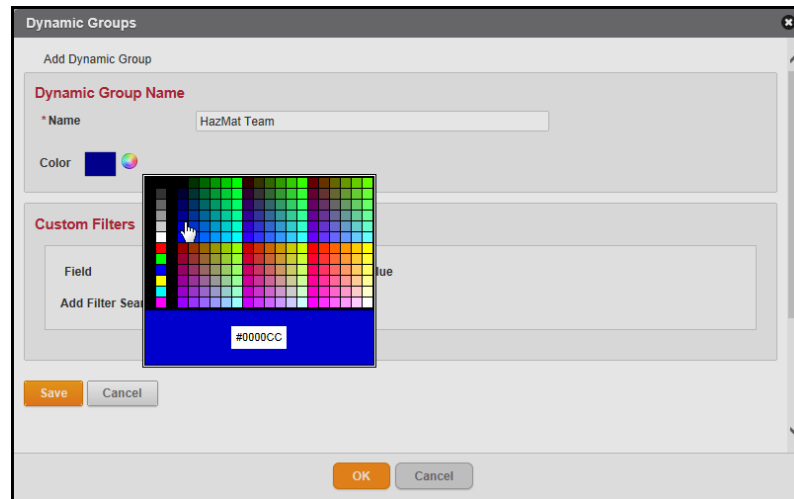 Dynamic Groups
Add Dynamic Group
Dynamic Group Name
*Name HazMat Team
Color
Custom Filters
Field lue
Add Filter Sear
#0000CC
Save Cancel
OK Cancel